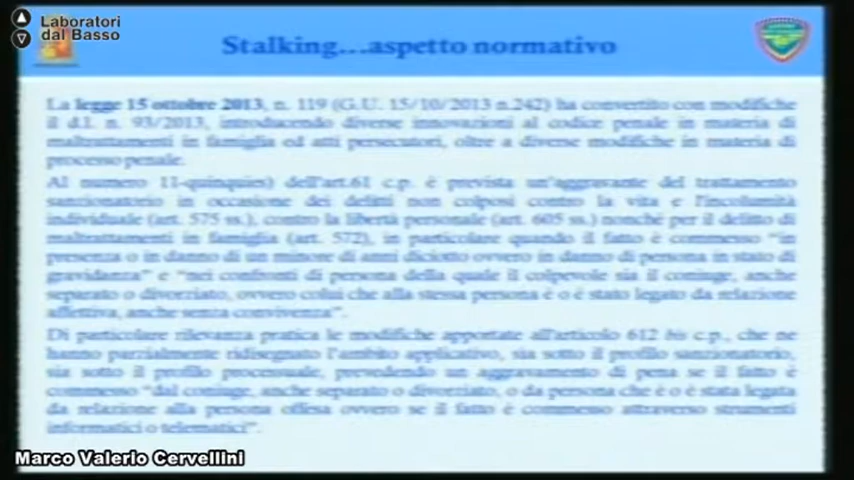 Laboratori
dal Basso
Stalking...aspetto normativo
La legge 15 ottobre 2013, n. 119 (G.U. 15/10/2013 n.242) ha convertito con modifiche
il d.l. n. 93/2013, introducendo diverse innovazioni al codice penale in materia di
maltrattamenti in famiglia ed atti persecutori, oltre a diverse modifiche in materia di
processo penale.
Al numero 11-quinquies) dell'art.61 c.p. è prevista un'aggravante del trattamento
sanzionatorio in occasione dei delitti non colposi contro la vita e l'incolumità
individuale (art. 575 ss.), contro la libertà personale (art. 605 ss.) nonché per il delitto di
maltrattamenti in famiglia (art. 572), in particolare quando il fatto è commesso "in
presenza o in danno di un minore di anni diciotto ovvero in danno di persona in stato di
gravidanza" e "nei confronti di persona della quale il colpevole sia il coniuge, anche
separato o divorziato, ovvero colui che alla stessa persona è o è stato legato da relazione
affettiva, anche senza convivenza".
Di particolare rilevanza pratica le modifiche apportate all'articolo 612 bis c.p., che ne
hanno parzialmente ridisegnato l'ambito applicativo, sia sotto il profilo sanzionatorio,
sia sotto il profilo processuale, prevedendo un aggravamento di pena se il fatto è
commesso "dal coniuge, anche separato o divorziato, o da persona che è o è stata legata
da relazione alla persona offesa ovvero se il fatto è commesso attraverso strumenti
informatici o telematici".
Marco Valerio Cervellini